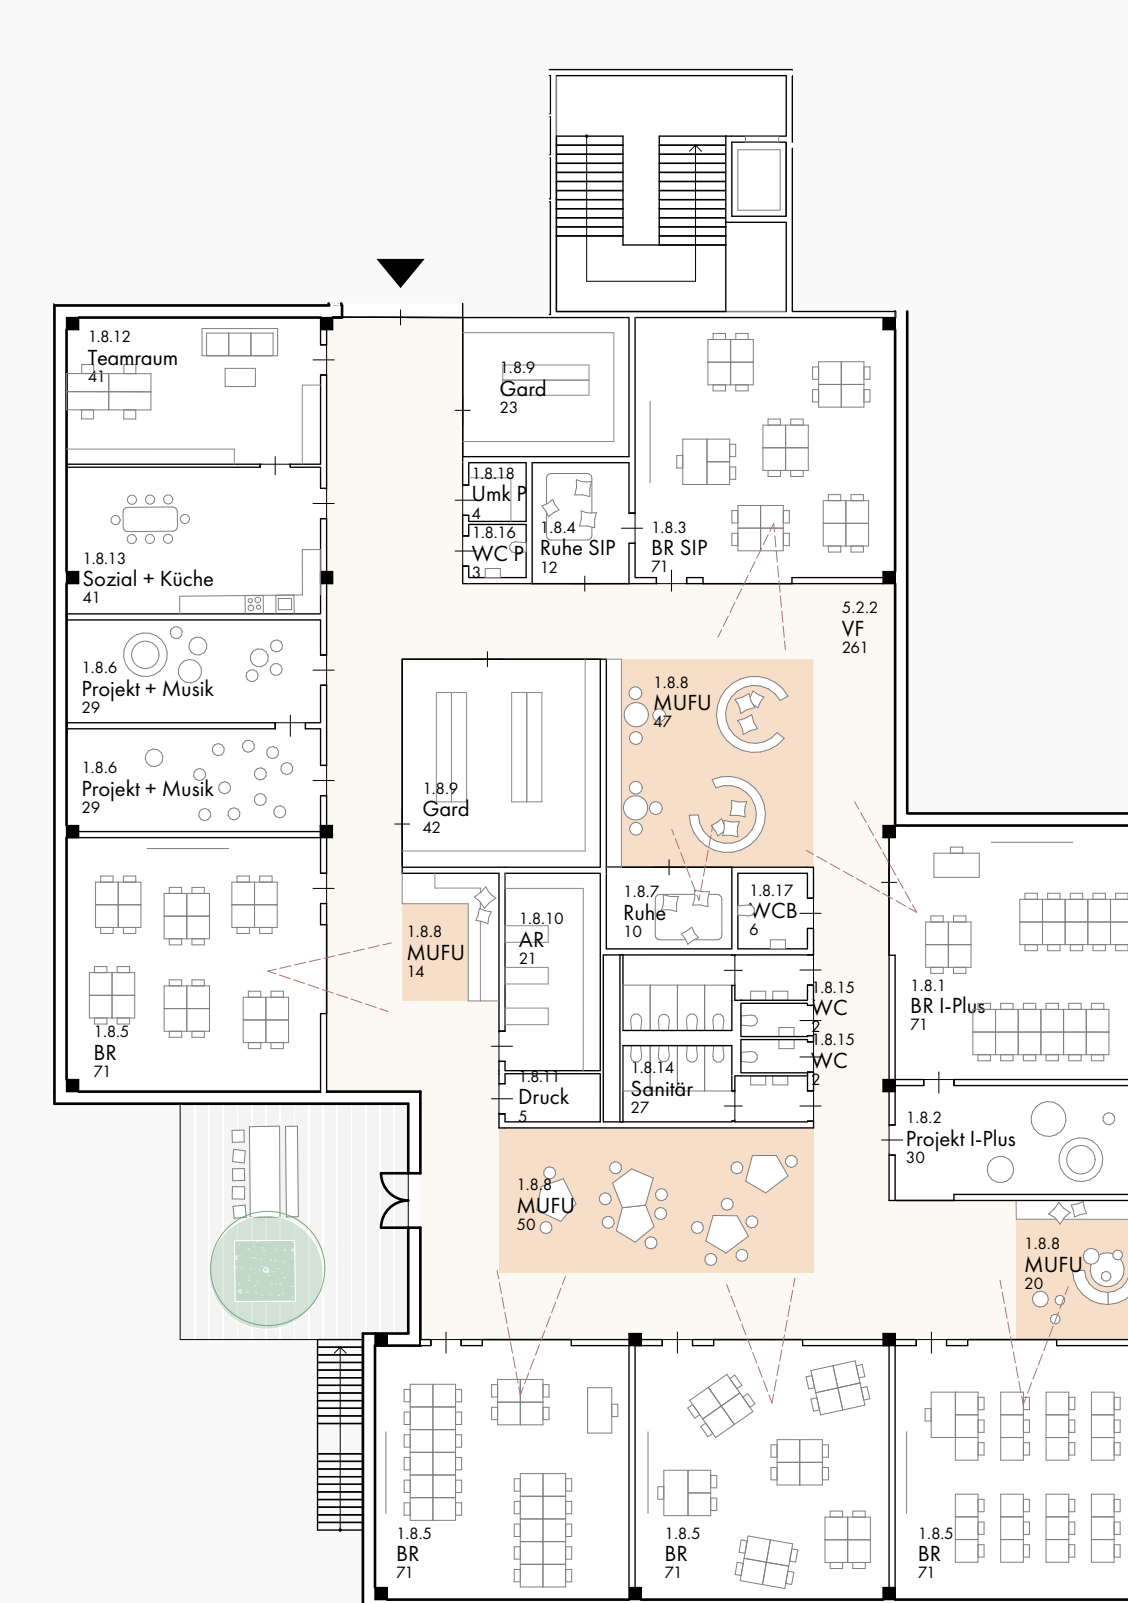 1.8.12
Teamraum
41
1.8.9
Gard
23
1.8.18
Umk P
4
1.8.16
WC P
3
1.8.4
Ruhe SIP
12
1.8.3
BR SIP
71
1.8.13
Sozial + Küche
41
5.2.2
VF
261
1.8.6
Projekt + Musik
29
1.8.8
MUFU
47
1.8.6
Projekt + Musik
29
1.8.9
Gard
42
1.8.7
Ruhe
10
1.8.17
WCB
6
1.8.8
MUFU
14
1.8.10
AR
21
1.8.5
BR
71
1.8.15
WC
2
1.8.15
WC
2
1.8.1
BR I-Plus
71
1.8.11
Druck
5
1.8.14
Sanitär
27
1.8.2
Projekt I-Plus
30
1.8.8
MUFU
50
1.8.8
MUFU
20
1.8.5
BR
71
1.8.5
BR
71
1.8.5
BR
71